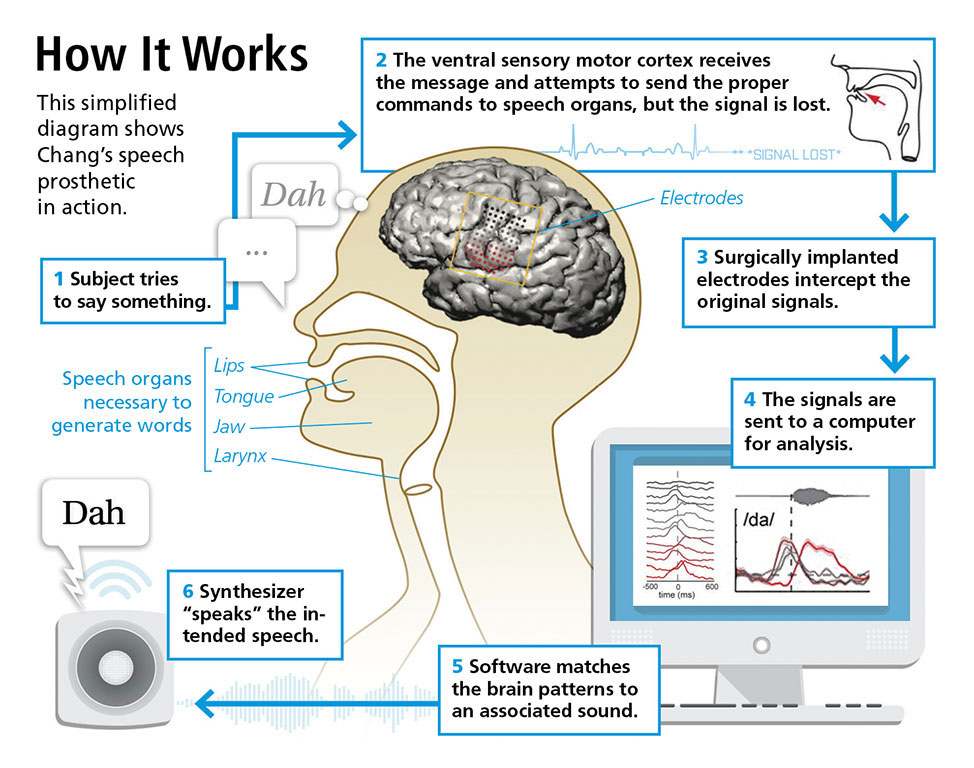 How It Works
This simplified
diagram shows
Chang’s speech
prosthetic
in action.
1 Subject tries
to say something.
Dah
...
2 The ventral sensory motor cortex receives
the message and attempts to send the proper
commands to speech organs, but the signal is lost.
SIGNAL LOST
Electrodes
3 Surgically implanted
electrodes intercept the
original signals.
4 The signals are
sent to a computer
for analysis.
Speech organs
necessary to
generate words
Lips
Tongue
Jaw
Larynx
/da/
-500 0 600
time (ms)
5 Software matches
the brain patterns to
an associated sound.
6 Synthesizer
“speaks” the in-
tended speech.
Dah